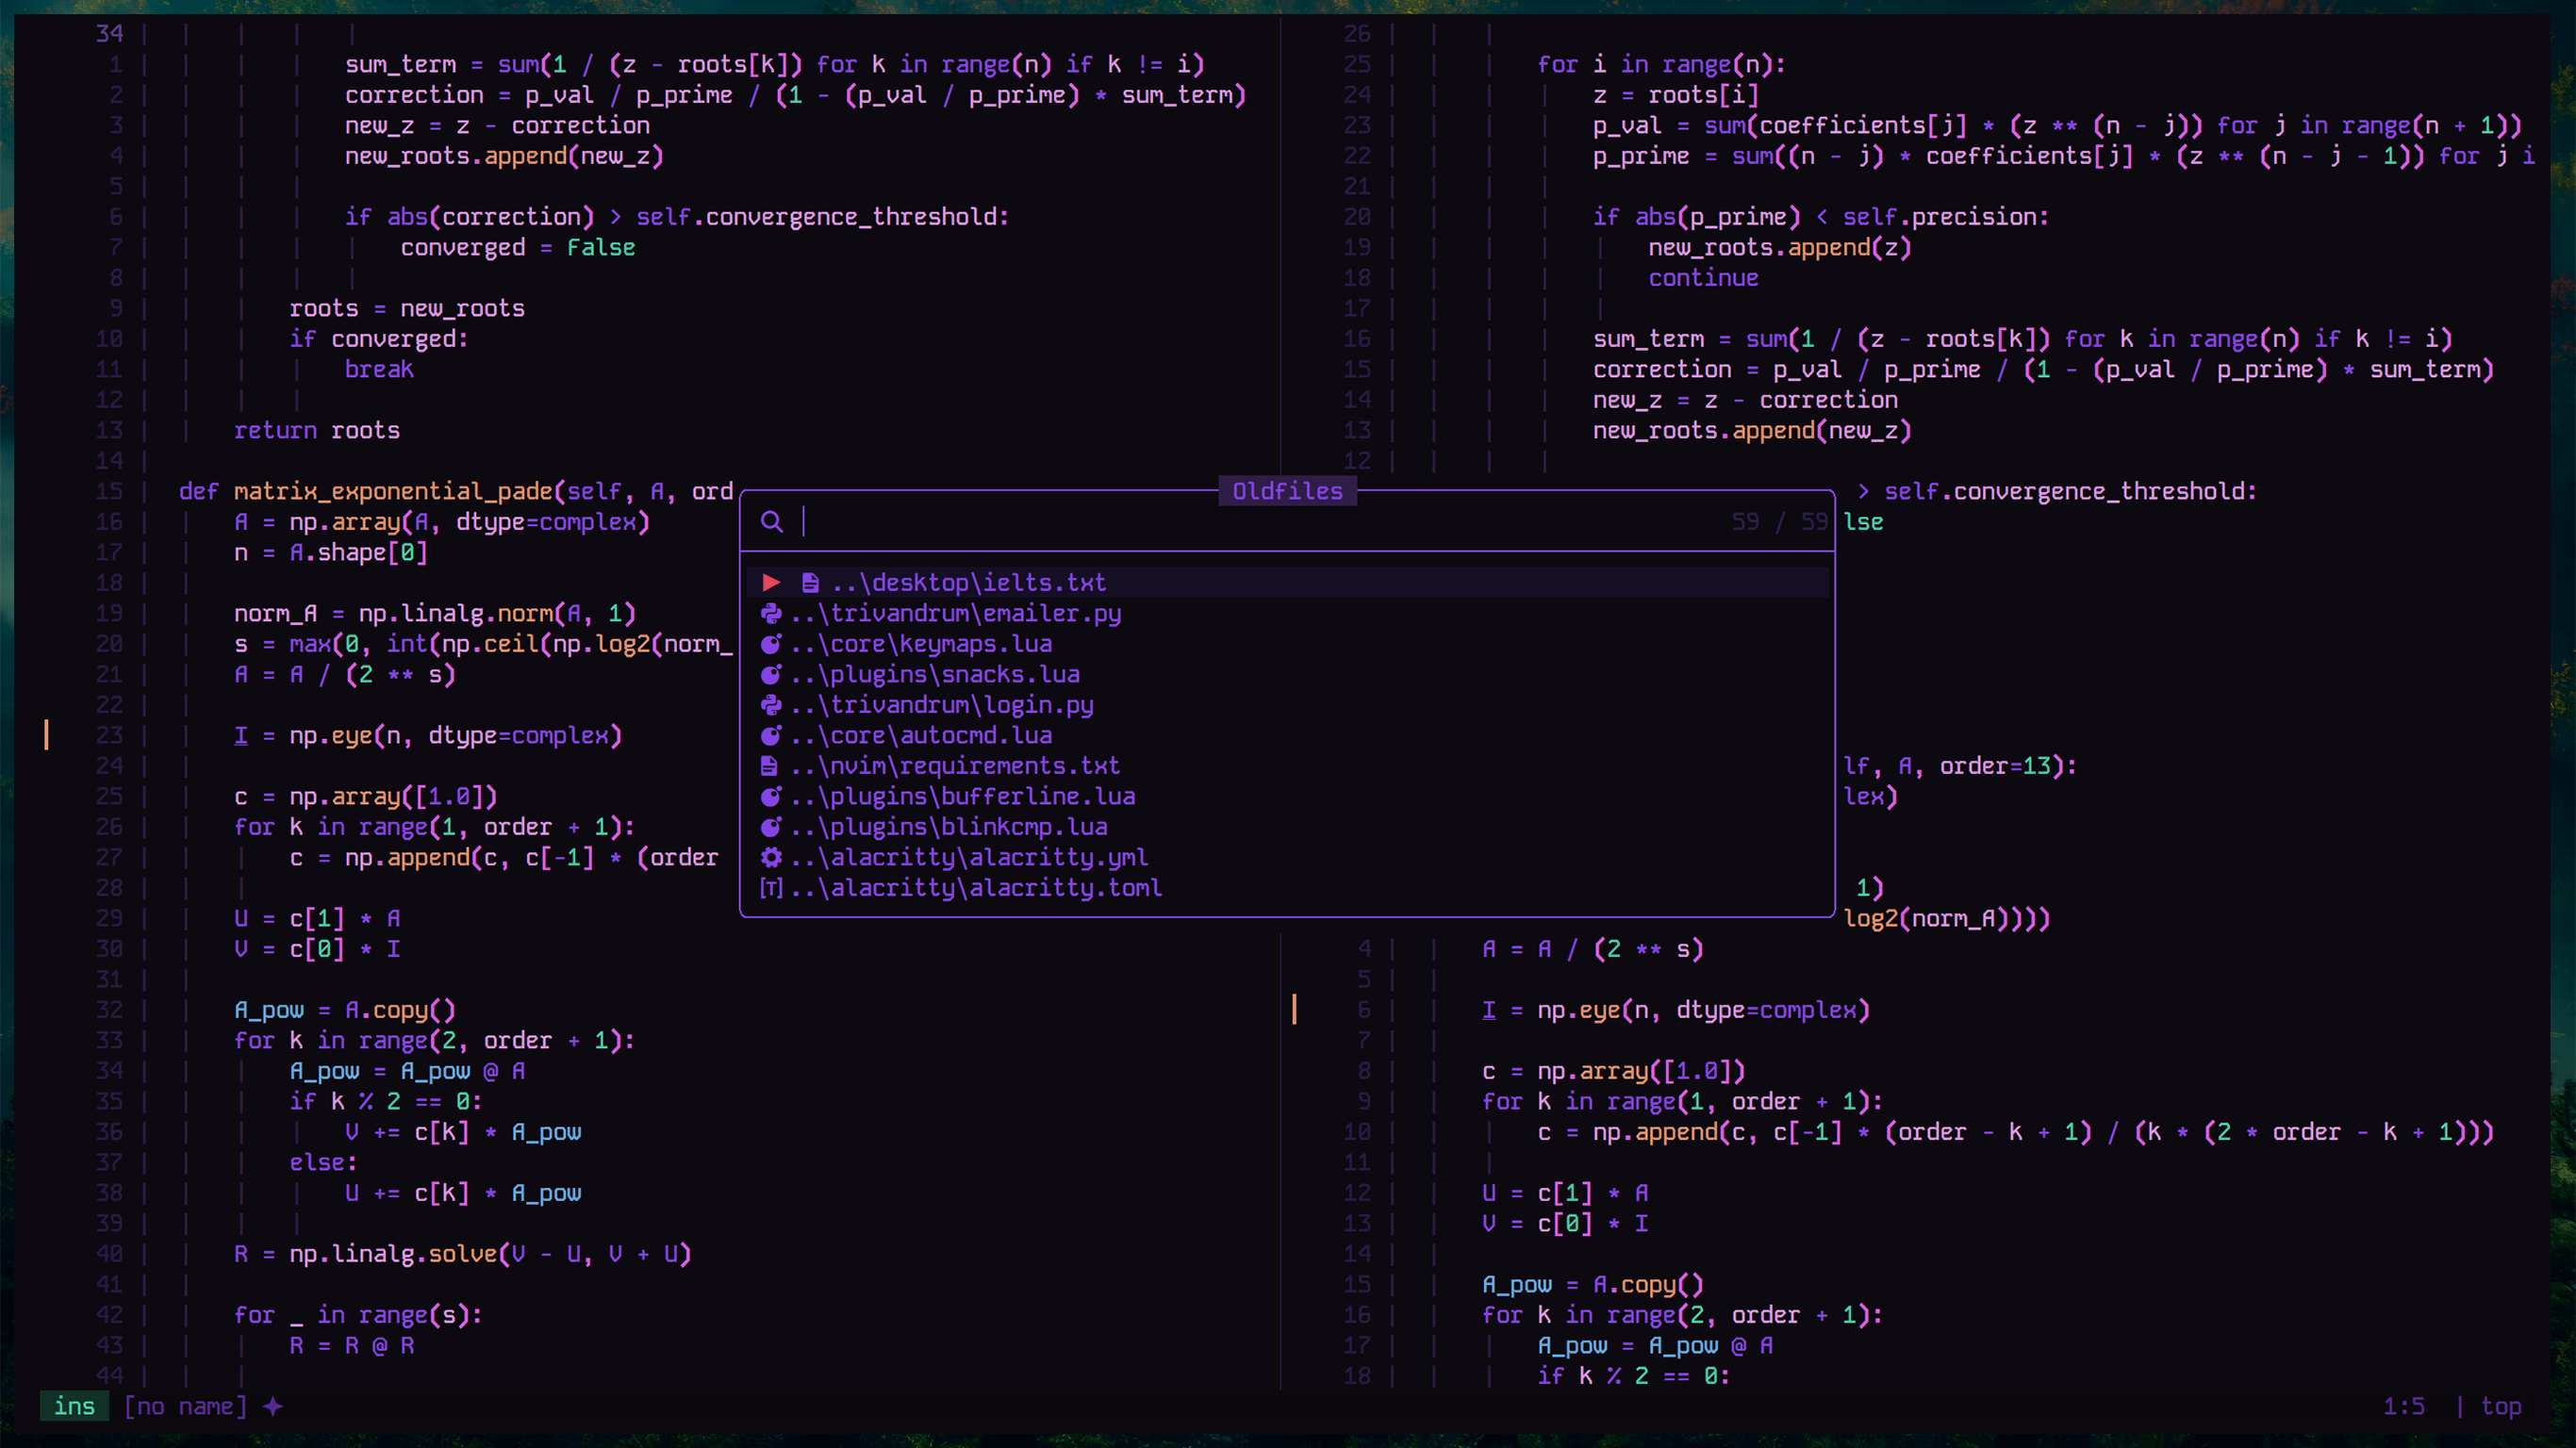 34
1 sum_term = sum(1 / (z - roots[k]) for k in range(n) if k != i)
2 correction = p_val / p_prime / (1 - (p_val / p_prime) * sum_term)
3 new_z = z - correction
4 new_roots.append(new_z)
5
6 if abs(correction) > self.convergence_threshold:
7 converged = False
8
9 roots = new_roots
10 if converged:
11 break
12
13 return roots
14
15 def matrix_exponential_pade(self, A, ord
16 A = np.array(A, dtype=complex)
17 n = A.shape[0]
18
19 norm_A = np.linalg.norm(A, 1)
20 s = max(0, int(np.ceil(np.log2(norm_
21 A = A / (2 ** s)
22
23 I = np.eye(n, dtype=complex)
24
25 c = np.array([1.0])
26 for k in range(1, order + 1):
27 c = np.append(c, c[-1] * (order
28
29 U = c[1] * A
30 V = c[0] * I
31
32 A_pow = A.copy()
33 for k in range(2, order + 1):
34 A_pow = A_pow @ A
35 if k % 2 == 0:
36 V += c[k] * A_pow
37 else:
38 U += c[k] * A_pow
39
40 R = np.linalg.solve(V - U, V + U)
41
42 for _ in range(s):
43 R = R @ R
44
26
25 for i in range(n):
24 z = roots[i]
23 p_val = sum(coefficients[j] * (z ** (n - j)) for j in range(n + 1))
22 p_prime = sum((n - j) * coefficients[j] * (z ** (n - j - 1)) for j i
21
20 if abs(p_prime) < self.precision:
19 new_roots.append(z)
18 continue
17
16 sum_term = sum(1 / (z - roots[k]) for k in range(n) if k != i)
15 correction = p_val / p_prime / (1 - (p_val / p_prime) * sum_term)
14 new_z = z - correction
13 new_roots.append(new_z)
12
> self.convergence_threshold:
lse
lf, A, order=13):
lex)
1)
log2(norm_A))))
4 A = A / (2 ** s)
5
6 I = np.eye(n, dtype=complex)
7
8 c = np.array([1.0])
9 for k in range(1, order + 1):
10 c = np.append(c, c[-1] * (order - k + 1) / (k * (2 * order - k + 1)))
11
12 U = c[1] * A
13 V = c[0] * I
14
15 A_pow = A.copy()
16 for k in range(2, order + 1):
17 A_pow = A_pow @ A
18 if k % 2 == 0:
Oldfiles
59 / 59
..\desktop\ielts.txt
..\trivandrum\emailer.py
..\core\keymaps.lua
..\plugins\snacks.lua
..\trivandrum\login.py
..\core\autocmd.lua
..\nvim\requirements.txt
..\plugins\bufferline.lua
..\plugins\blinkcmp.lua
..\alacritty\alacritty.yml
[T] ..\alacritty\alacritty.toml
ins [no name]
1:5 | top